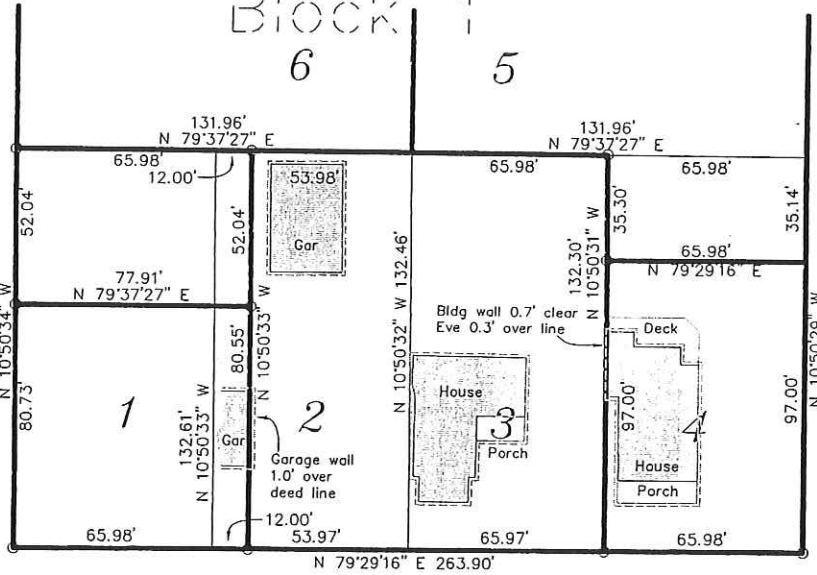 Block 1
6
5
131.96'
N 79°37'27" E
65.98'
12.00'
53.98'
131.96'
N 79°37'27" E
65.98'
65.98'
52.04'
52.04'
Gar
N 10°50'32" W 132.46'
132.30'
N 10°50'31" W
35.30'
35.14'
65.98'
N 79°29'16" E
77.91'
N 79°37'27" E
N 10°50'34" W
80.73'
N 10°50'33" W
80.55'
132.61'
N 10°50'33" W
Bldg wall 0.7' clear
Eve 0.3' over line
Deck
N 10°50'29" W
97.00'
97.00'
House
1
2
3
4
Gar
Porch
Garage wall
1.0' over
deed line
House
Porch
12.00'
65.98'
53.97'
65.97'
65.98'
N 79°29'16" E 263.90'